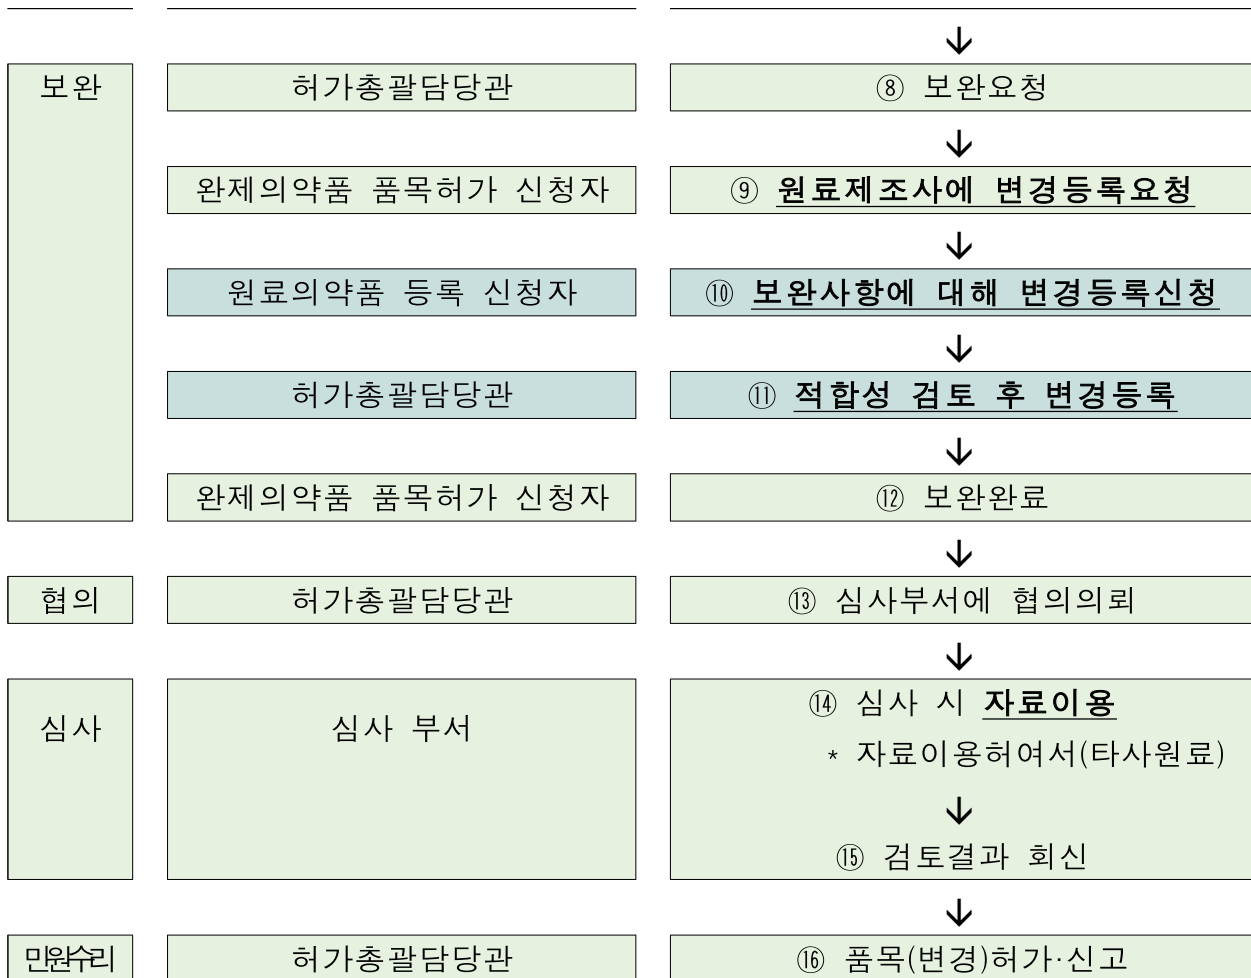 ↓
보완 허가총괄담당관 ⑧ 보완요청
↓
완제의약품 품목허가 신청자 ⑨ 원료제조사에 변경등록요청
↓
원료의약품 등록 신청자 ⑩ 보완사항에 대해 변경등록신청
↓
허가총괄담당관 ⑪ 적합성 검토 후 변경등록
↓
완제의약품 품목허가 신청자 ⑫ 보완완료
↓
협의 허가총괄담당관 ⑬ 심사부서에 협의의뢰
↓
⑭ 심사 시 자료이용
심사 심사 부서
* 자료이용허여서(타사원료)
↓
⑮ 검토결과 회신
↓
민원수리 허가총괄담당관 ⑯ 품목(변경)허가·신고